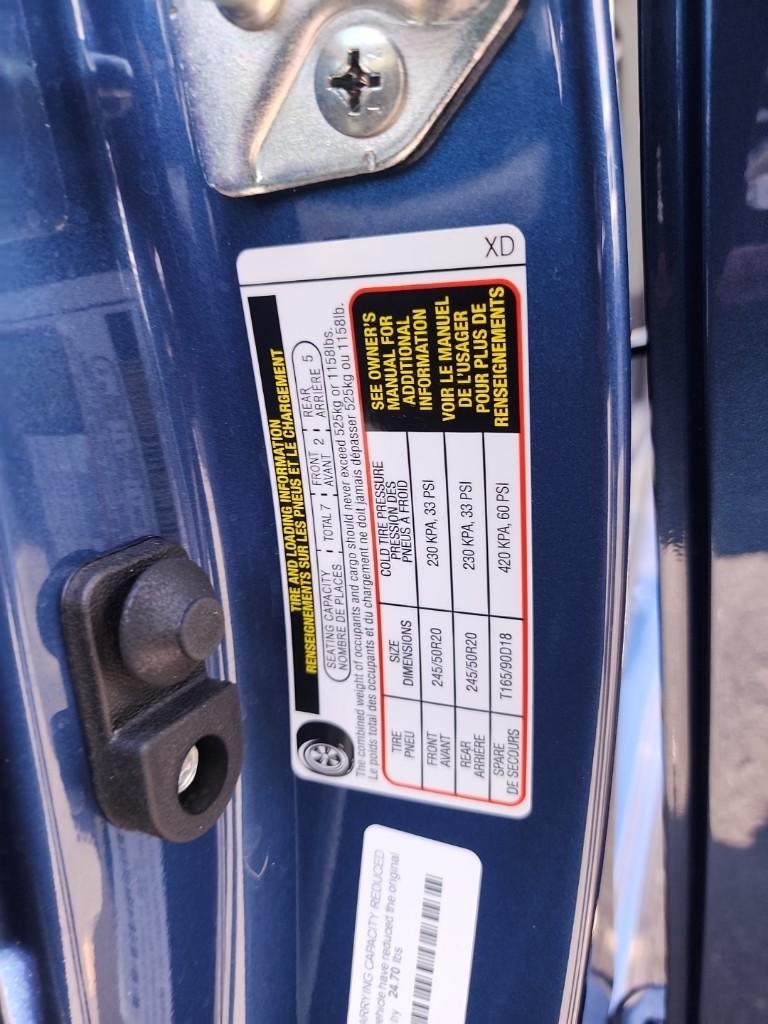 XD
TIRE AND LOADING INFORMATION
RENSEIGNEMENTS SUR LES PNEUS ET LE CHARGEMENT
SEATING CAPACITY TOTAL 7 FRONT 2 REAR 5
NOMBRE DE PLACES AVANT ARRIÈRE
The combined weight of occupants and cargo should never exceed 525kg or 1158lbs.
Le poids total des occupants et du chargement ne doit jamais dépasser 525kg ou 1158lb.
TIRE SIZE COLD TIRE PRESSURE
PNEU DIMENSIONS PRESSION DES
PNEUS À FROID
FRONT 245/50R20 230 KPA, 33 PSI
AVANT
REAR 245/50R20 230 KPA, 33 PSI
ARRIÈRE
SPARE T165/90D18 420 KPA, 60 PSI
DE SECOURS
SEE OWNER'S
MANUAL FOR
ADDITIONAL
INFORMATION
VOIR LE MANUEL
DE L'USAGER
POUR PLUS DE
RENSEIGNEMENTS
CARRYING CAPACITY REDUCED
vehicle have reduced the original
by 24.70 lbs